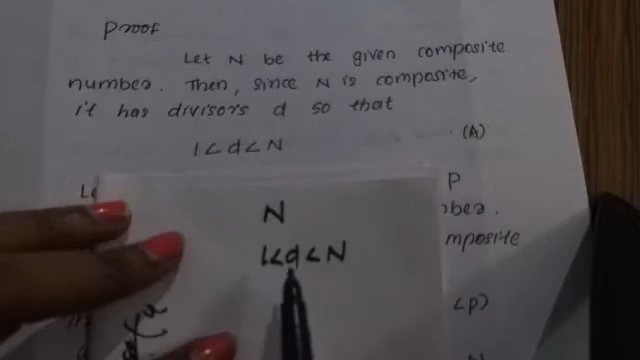 Proof
Let N be the given composite
number. Then, since N is composite,
it has divisors d so that
1<d<N (A)
P
N
1<d<N
mposite
<p)